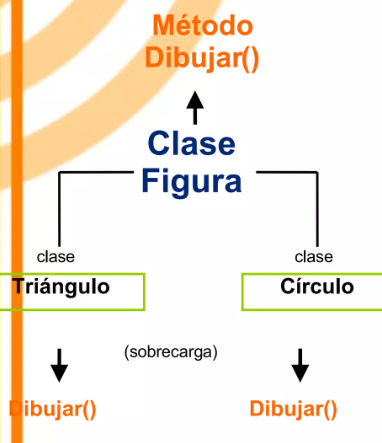 Método
Dibujar()
Clase
Figura
clase
clase
Triángulo
Círculo
(sobrecarga)
Dibujar()
Dibujar()